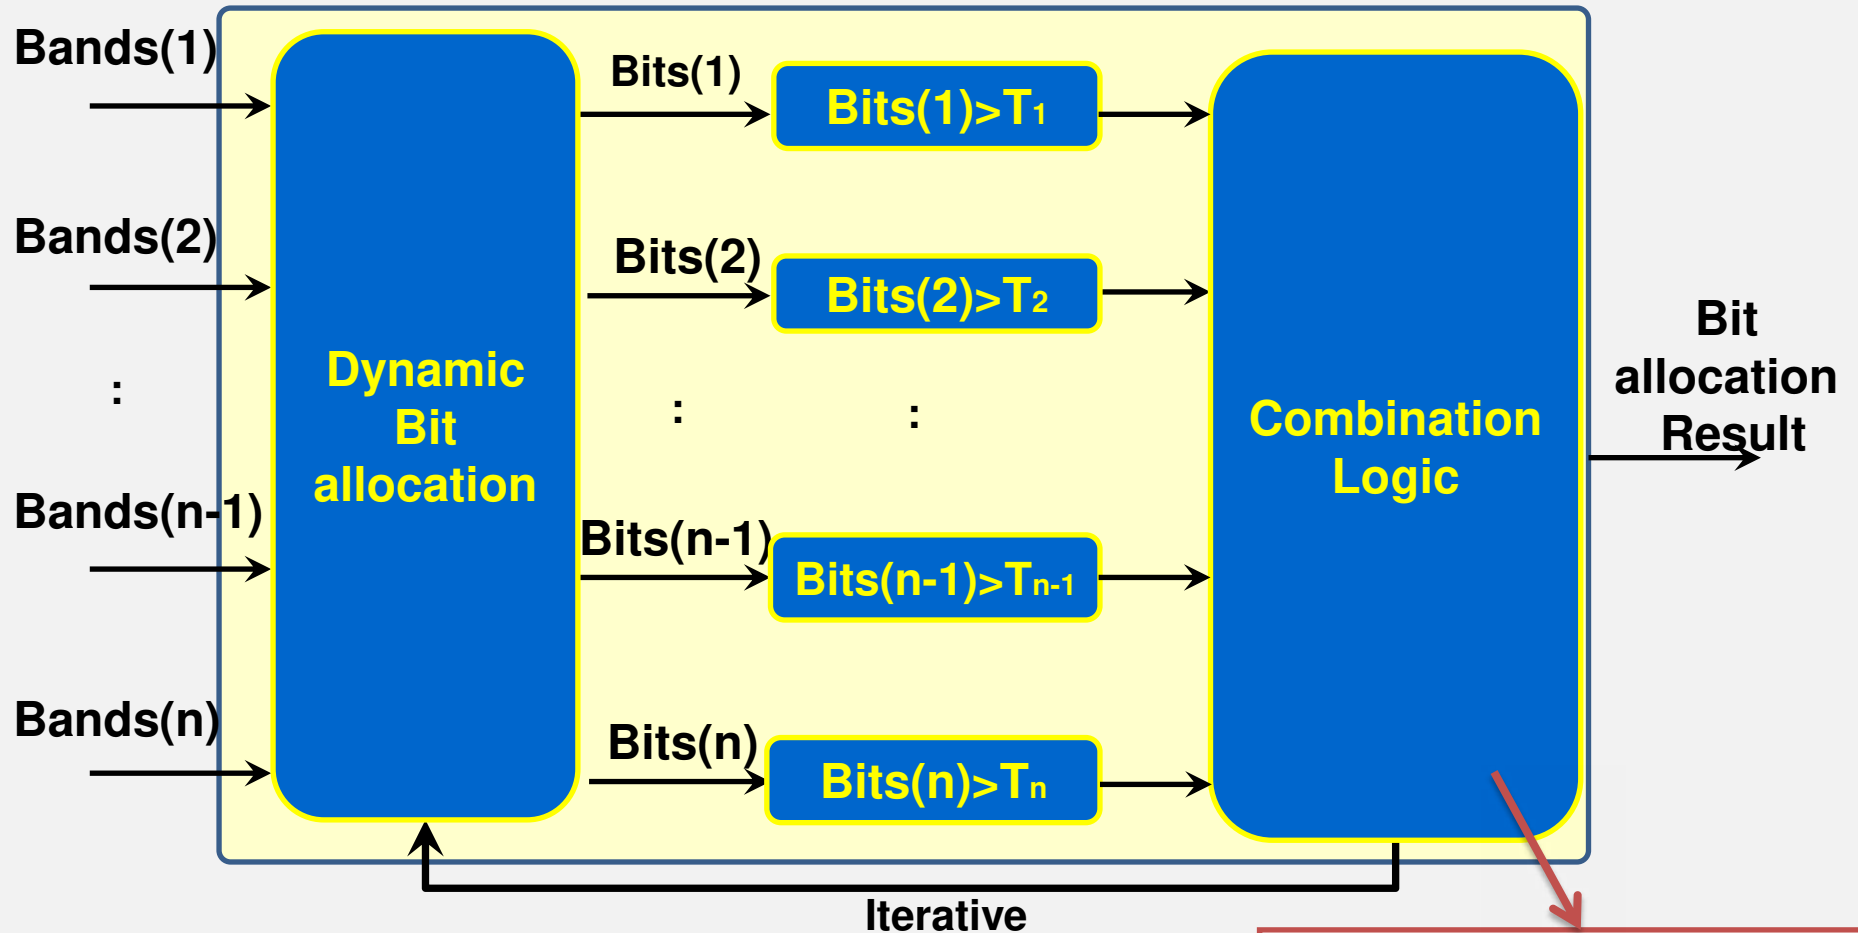 Bands(1)
Bits(1)
Bits(1)>T1
Bands(2)
Bits(2)
Bits(2)>T2
:
:
:
Dynamic
Bit
allocation
Combination
Logic
Bit
allocation
Result
Bands(n-1)
Bits(n-1)
Bits(n-1)>Tn-1
Bands(n)
Bits(n)
Bits(n)>Tn
Iterative